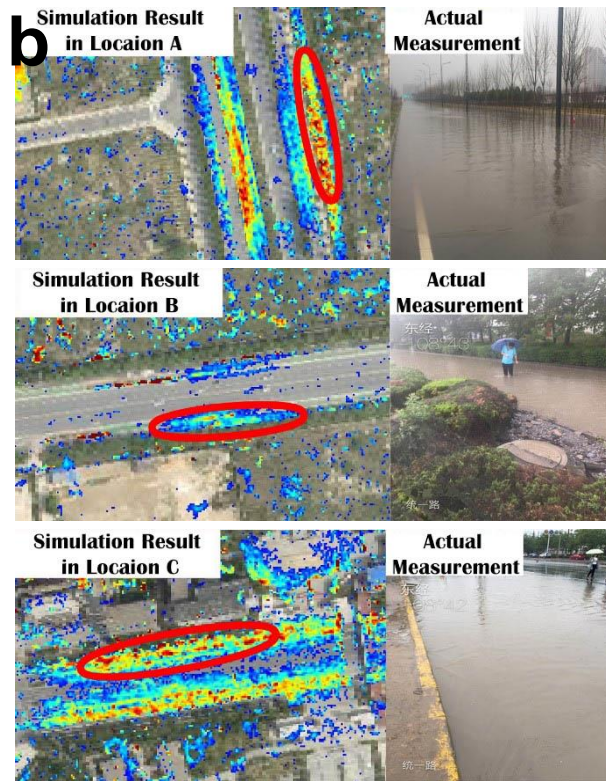 b
Simulation Result
in Locaion A
Actual
Measurement
Simulation Result
in Locaion B
Actual
Measurement
东经
统一路
Simulation Result
in Locaion C
Actual
Measurement
东经
统一路